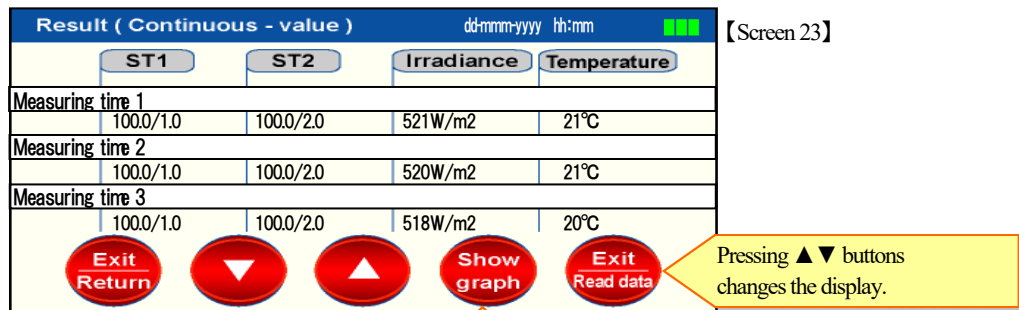 Result ( Continuous - value ) dd-mmm-yyyy hh:mm
【Screen 23】
ST1 ST2 Irradiance Temperature
Measuring time 1
100.0/1.0 100.0/2.0 521W/m2 21℃
Measuring time 2
100.0/1.0 100.0/2.0 520W/m2 21℃
Measuring time 3
100.0/1.0 100.0/2.0 518W/m2 20℃
Exit
Return
▼
▲
Show
graph
Exit
Read data
Pressing ▲▼ buttons
changes the display.